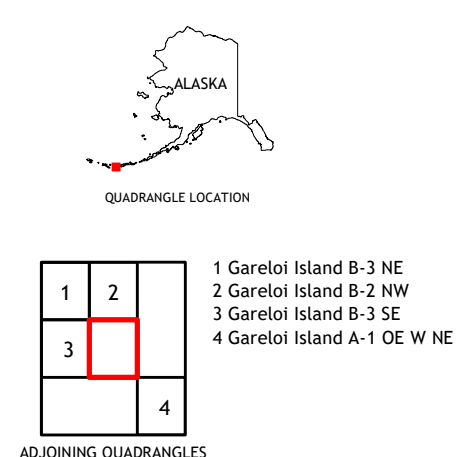 ALASKA
QUADRANGLE LOCATION
1 2
3
4
1 Gareloi Island B-3 NE
2 Gareloi Island B-2 NW
3 Gareloi Island B-3 SE
4 Gareloi Island A-1 OE W NE
ADJOINING QUADRANGLES